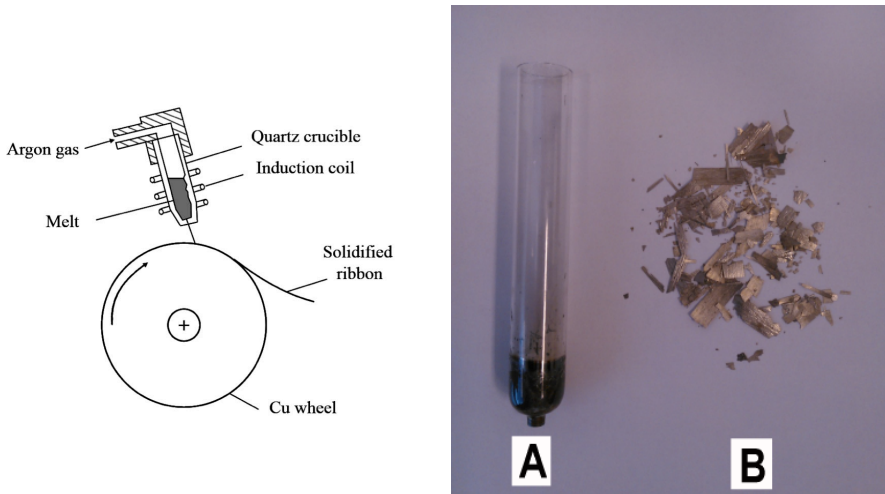 Argon gas
Quartz crucible
Induction coil
Melt
Solidified
ribbon
+
Cu wheel
A
B